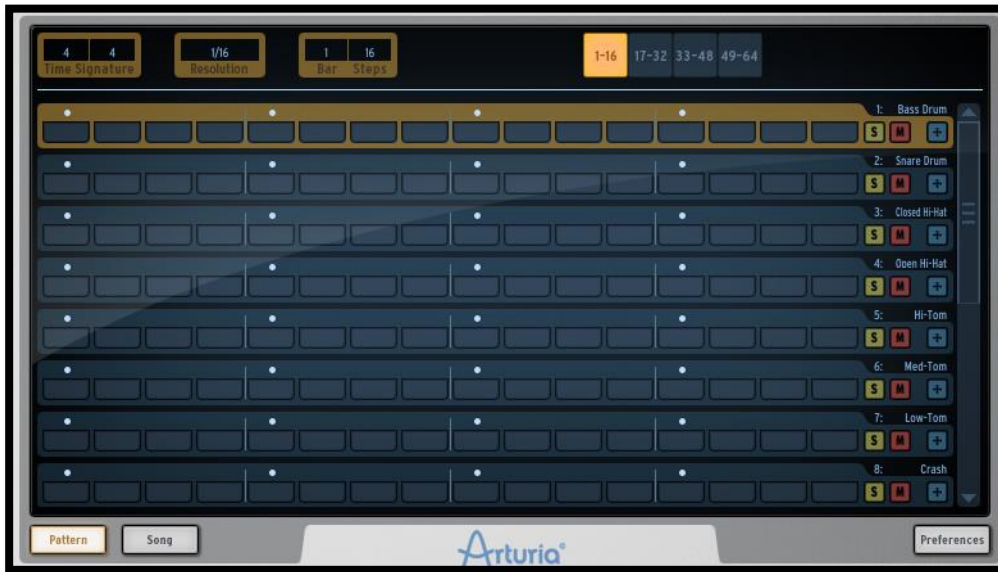 4 4
Time Signature
1/16
Resolution
1 16
Bar Steps
1-16 17-32 33-48 49-64
1: Bass Drum
S M +
2: Snare Drum
S M +
3: Closed Hi-Hat
S M +
4: Open Hi-Hat
S M +
5: Hi-Tom
S M +
6: Med-Tom
S M +
7: Low-Tom
S M +
8: Crash
S M +
Pattern Song Arturia® Preferences